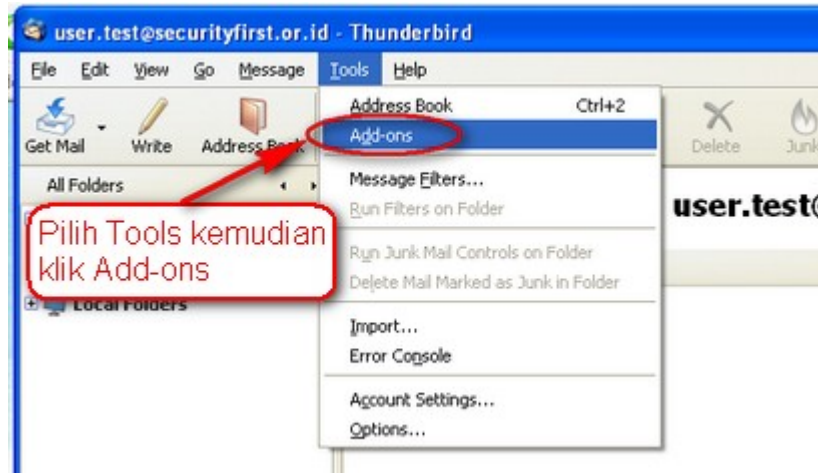 user.test@securityfirst.or.id - Thunderbird
File Edit View Go Message Tools Help
Get Mail Write Address Book Delete Junk
All Folders
Address Book Ctrl+2
Add-ons
Message Filters...
Run Filters on Folder
Run Junk Mail Controls on Folder
Delete Mail Marked as Junk in Folder
Import...
Error Console
Account Settings...
Options...
user.test@
Pilih Tools kemudian
klik Add-ons
Local Folders